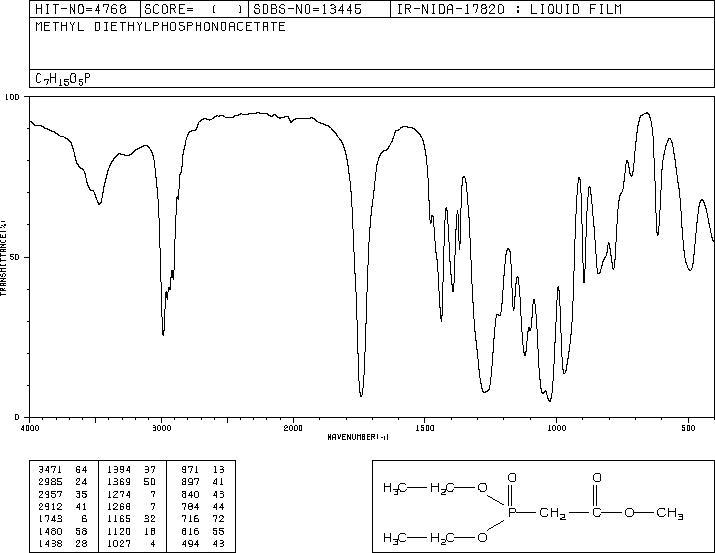 HIT-NO=4768 SCORE= ( ) SDBS-NO=13445 IR-NIDA-17820 : LIQUID FILM
METHYL DIETHYLPHOSPHONOACETATE
C7H15O5P
100
50
0
TRANSMITTANCE(%)
4000 3000 2000 1500 1000 500
WAVENUMBER(-1)
3471 64 1394 37 971 13
2985 24 1369 50 897 41
2957 35 1274 7 840 43
2912 41 1268 7 784 44
1743 6 1165 32 716 72
1480 58 1120 18 616 55
1438 28 1027 4 494 43
O O
H3C H2C O
P CH2 C O CH3
H3C H2C O